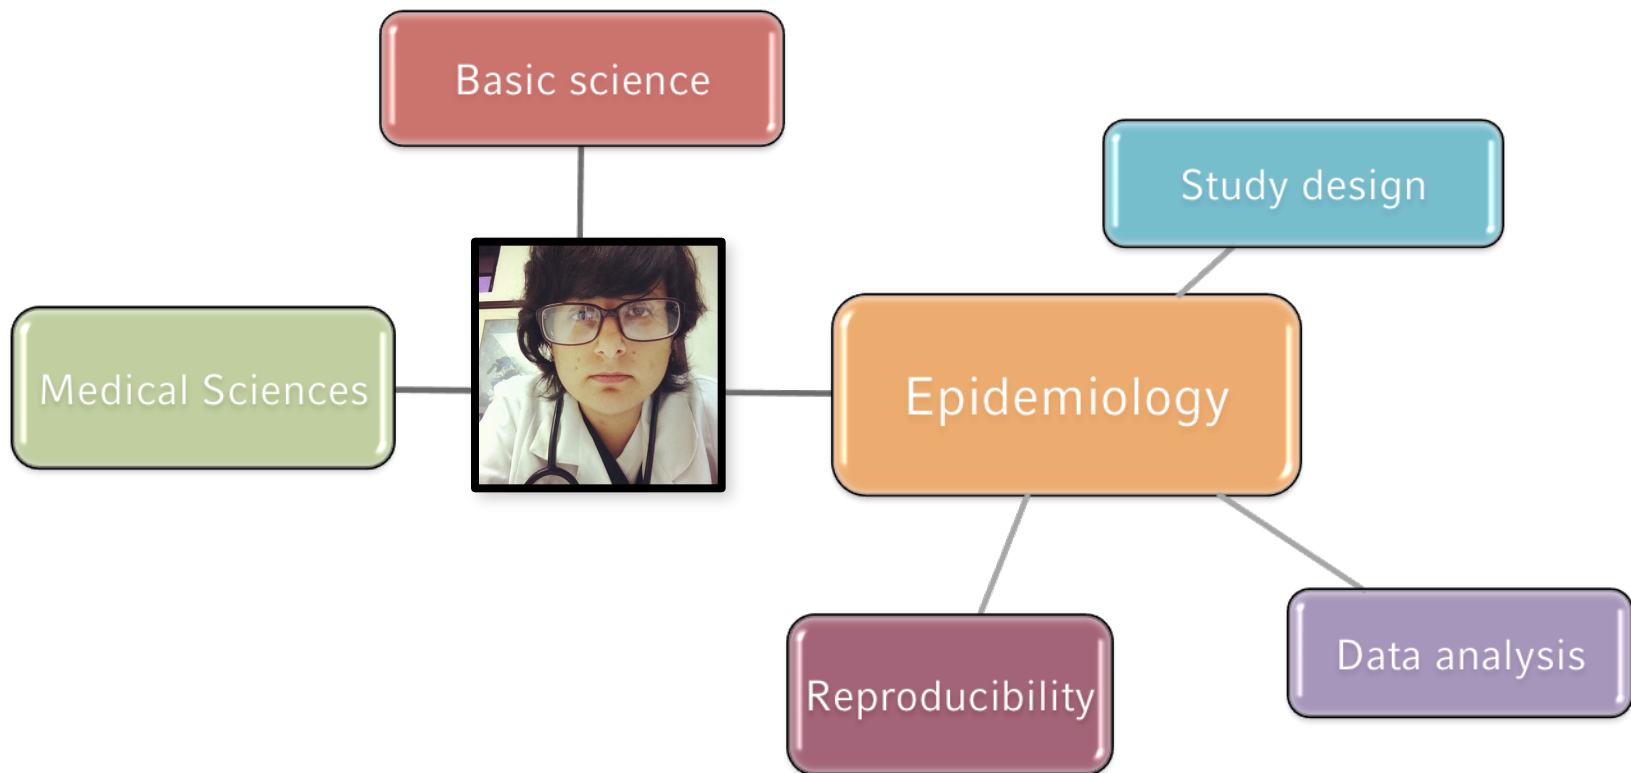 Basic science
Study design
Medical Sciences
Epidemiology
Reproducibility
Data analysis